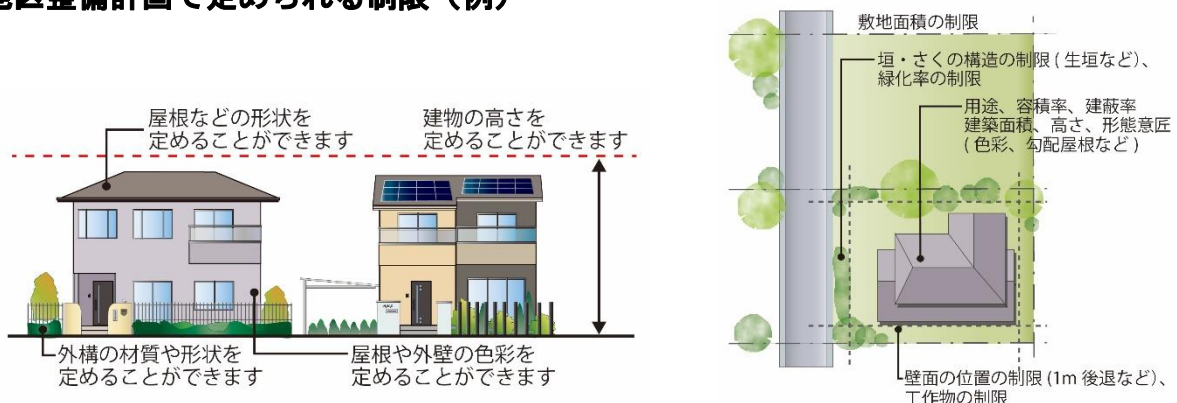 地区整備計画で定められる制限（例）
屋根などの形状を
定めることができます
建物の高さを
定めることができます
外構の材質や形状を
定めることができます
屋根や外壁の色彩を
定めることができます
敷地面積の制限
垣・さくの構造の制限(生垣など)、
緑化率の制限
用途、容積率、建蔽率
建築面積、高さ、形態意匠
(色彩、勾配屋根など)
壁面の位置の制限(1m後退など)、
工作物の制限